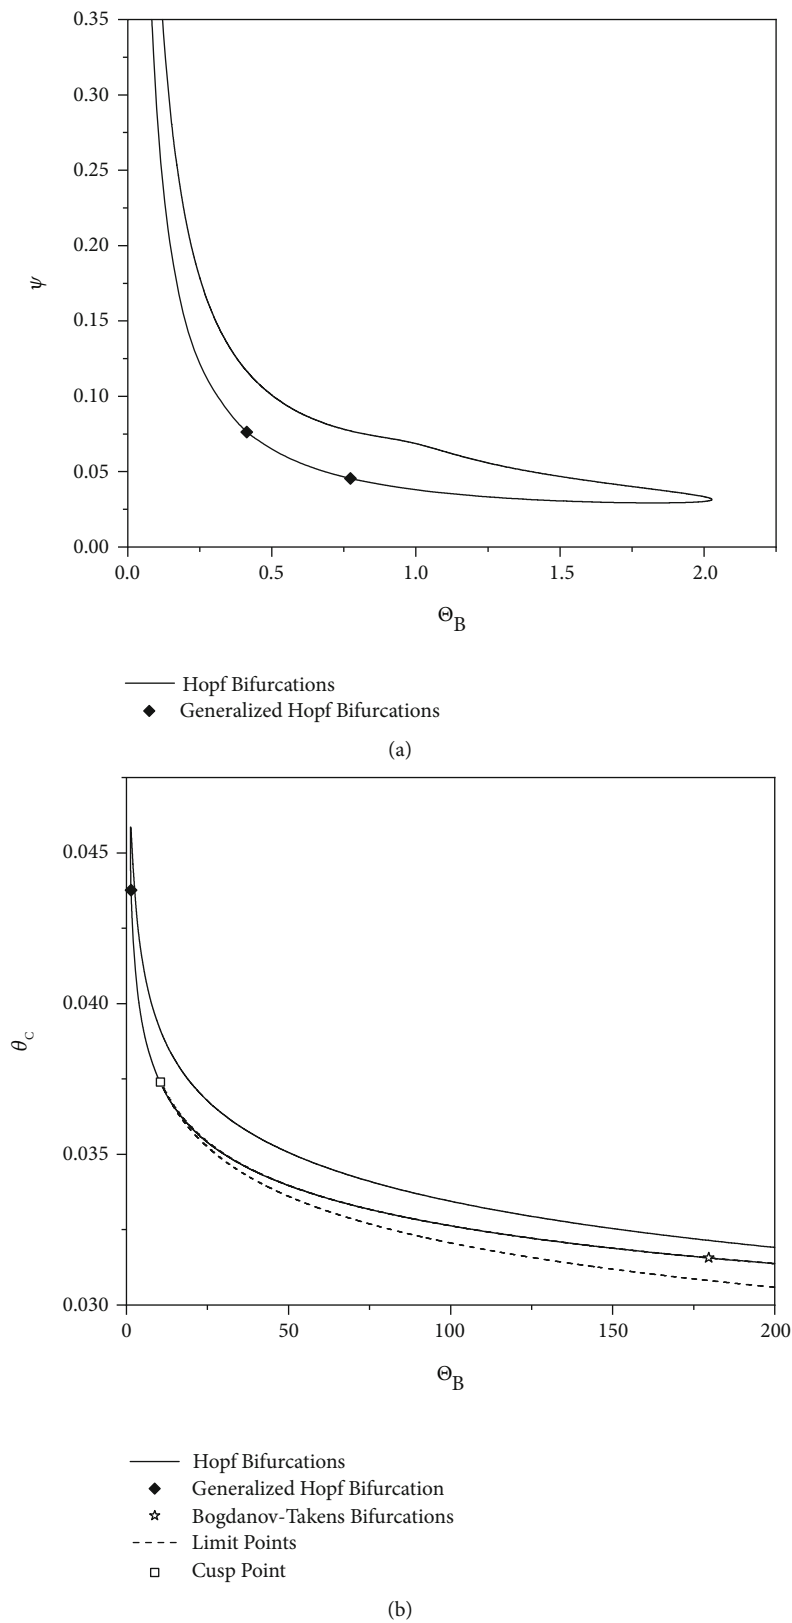 0.35
0.30
0.25
0.20
0.15
0.10
0.05
0.00
ψ
0.0 0.5 1.0 1.5 2.0
Θ_B
Hopf Bifurcations
Generalized Hopf Bifurcations
(a)
0.045
0.040
0.035
0.030
θ_C
0 50 100 150 200
Θ_B
Hopf Bifurcations
Generalized Hopf Bifurcation
Bogdanov-Takens Bifurcations
Limit Points
Cusp Point
(b)